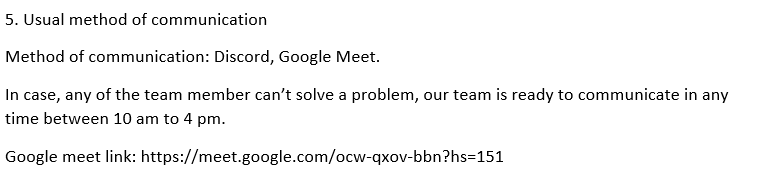 5. Usual method of communication
Method of communication: Discord, Google Meet.
In case, any of the team member can’t solve a problem, our team is ready to communicate in any
time between 10 am to 4 pm.
Google meet link: https://meet.google.com/ocw-qxov-bbn?hs=151